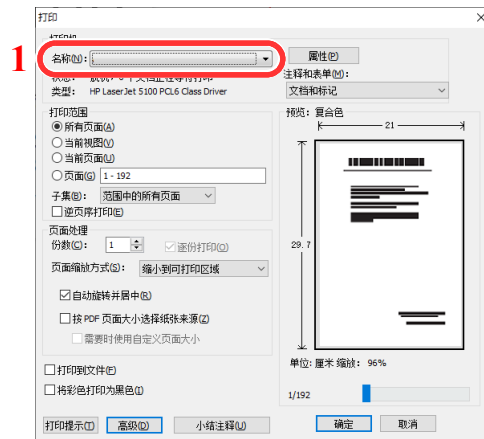 打印
打印机
1
名称(N):
属性(P)
状态: 脱机; 0 个文档正在等待打印
注释和表单(M):
类型: HP LaserJet 5100 PCL6 Class Driver
文档和标记
打印范围
所有页面(A)
当前视图(V)
当前页面(U)
页面(G) 1 - 192
子集(B): 范围中的所有页面
逆页序打印(E)
页面处理
份数(C): 1 逐份打印(O)
页面缩放方式(S): 缩小到可打印区域
自动旋转并居中(R)
按 PDF 页面大小选择纸张来源(Z)
需要时使用自定义页面大小
打印到文件(F)
将彩色打印为黑色(I)
预览: 复合色
21
29.7
单位: 厘米 缩放: 96%
1/192
打印提示(T) 高级(D) 小结注释(U) 确定 取消